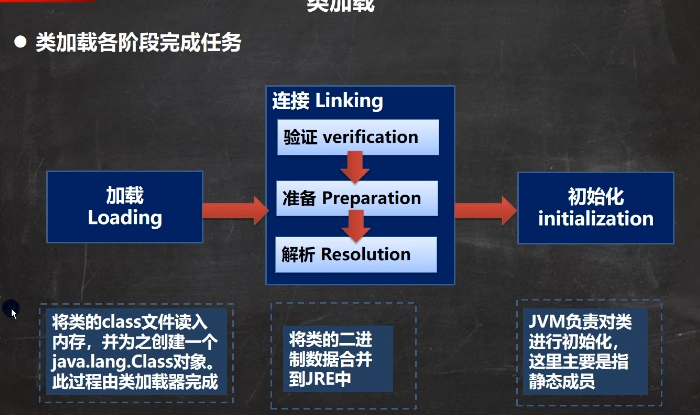 类加载
● 类加载各阶段完成任务
连接 Linking
验证 verification
准备 Preparation
解析 Resolution
加载
Loading
初始化
initialization
将类的class文件读入
内存，并为之创建一个
java.lang.Class对象。
此过程由类加载器完成
将类的二进
制数据合并
到JRE中
JVM负责对类
进行初始化，
这里主要是指
静态成员